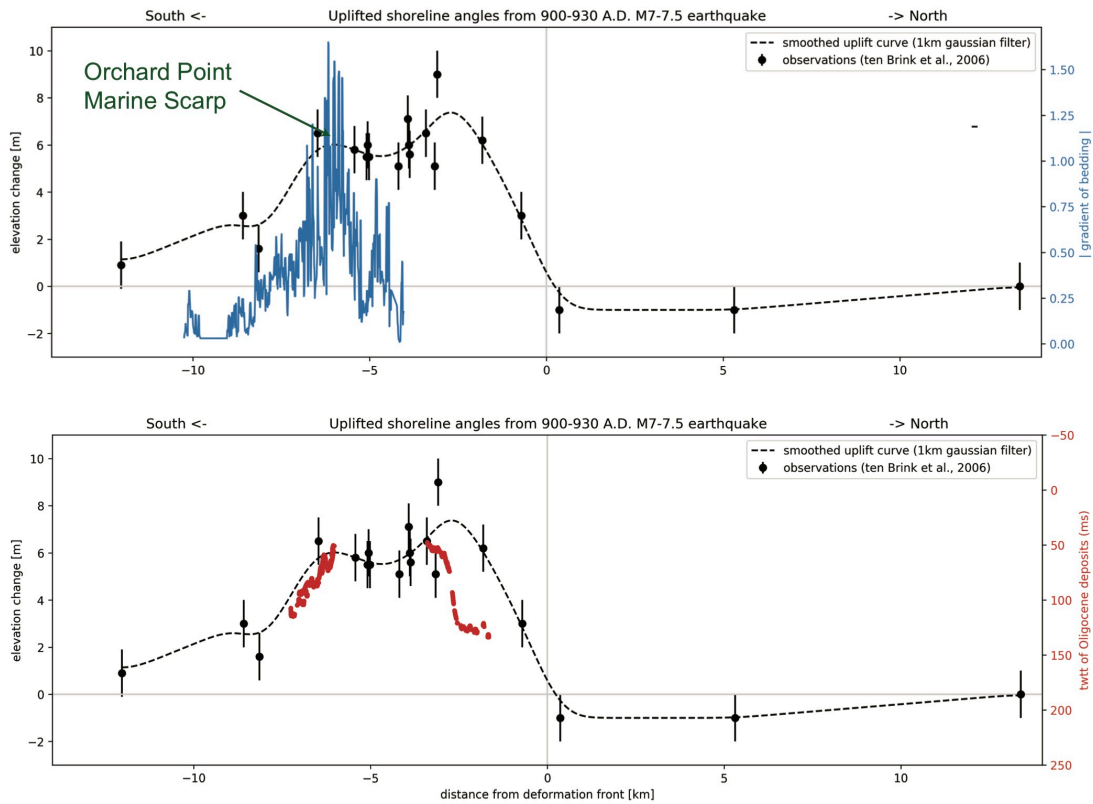 South <-
Uplifted shoreline angles from 900-930 A.D. M7-7.5 earthquake
-> North
Orchard Point
Marine Scarp
smoothed uplift curve (1km gaussian filter)
observations (ten Brink et al., 2006)
elevation change [m]
10
8
6
4
2
0
−2
| gradient of bedding |
1.50
1.25
1.00
0.75
0.50
0.25
0.00
−10
−5
0
5
10
South <-
Uplifted shoreline angles from 900-930 A.D. M7-7.5 earthquake
-> North
smoothed uplift curve (1km gaussian filter)
observations (ten Brink et al., 2006)
elevation change [m]
10
8
6
4
2
0
−2
twtt of Oligocene deposits (ms)
−50
0
50
100
150
200
250
−10
−5
0
5
10
distance from deformation front [km]